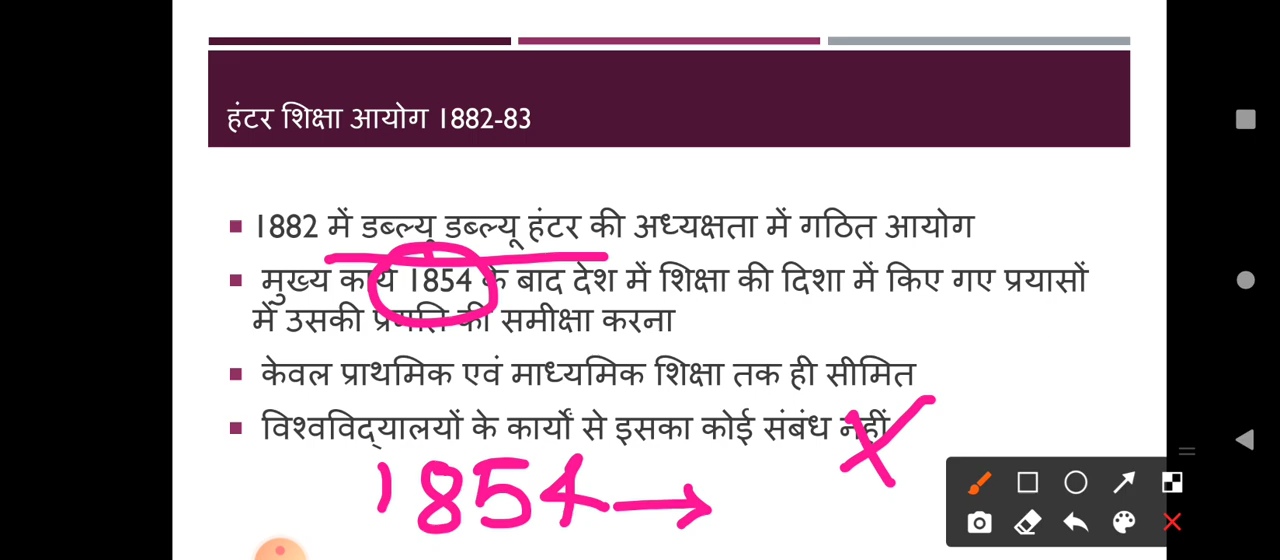 हंटर शिक्षा आयोग 1882-83
1882 में डब्ल्यू डब्ल्यू हंटर की अध्यक्षता में गठित आयोग
मुख्य कार्य 1854 के बाद देश में शिक्षा की दिशा में किए गए प्रयासों
में उसकी प्रगति की समीक्षा करना
केवल प्राथमिक एवं माध्यमिक शिक्षा तक ही सीमित
विश्वविद्यालयों के कार्यों से इसका कोई संबंध नहीं
1854→